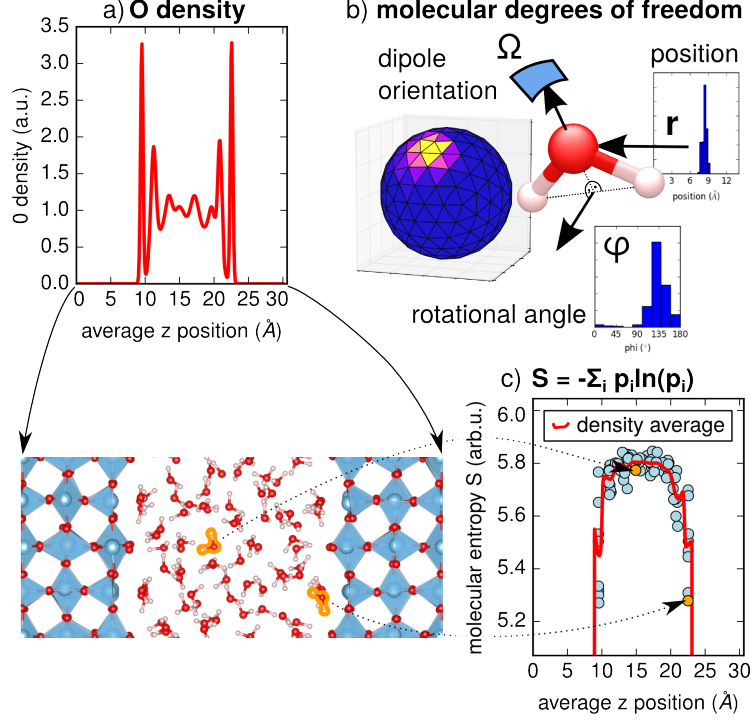 a) O density
3.5
3.0
2.5
2.0
1.5
1.0
0.5
0.0
0 density (a.u.)
0 5 10 15 20 25 30
average z position (Å)
b) molecular degrees of freedom
dipole
orientation
Ω
position
r
3 6 9 12
position (Å)
φ
rotational angle
0 45 90 135 180
phi (°)
c) S = -Σi piln(pi)
6.0
5.8
5.6
5.4
5.2
molecular entropy S (arb.u.)
density average
0 5 10 15 20 25 30
average z position (Å)